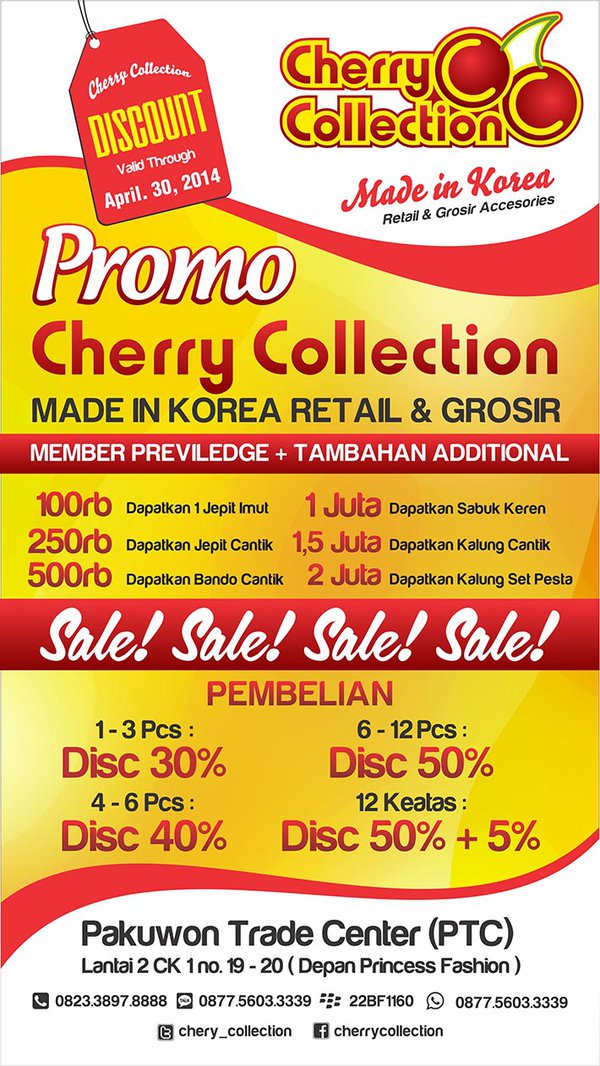 Cherry Collection
DISCOUNT
Valid Through
April. 30, 2014
Cherry
Collection
Made in Korea
Retail & Grosir Accesories
Promo
Cherry Collection
MADE IN KOREA RETAIL & GROSIR
MEMBER PREVILEDGE + TAMBAHAN ADDITIONAL
100rb Dapatkan 1 Jepit Imut
250rb Dapatkan Jepit Cantik
500rb Dapatkan Bando Cantik
1 Juta Dapatkan Sabuk Keren
1,5 Juta Dapatkan Kalung Cantik
2 Juta Dapatkan Kalung Set Pesta
Sale! Sale! Sale! Sale!
PEMBELIAN
1 - 3 Pcs :
Disc 30%
4 - 6 Pcs :
Disc 40%
6 - 12 Pcs :
Disc 50%
12 Keatas :
Disc 50% + 5%
Pakuwon Trade Center (PTC)
Lantai 2 CK 1 no. 19 - 20 ( Depan Princess Fashion )
0823.3897.8888 0877.5603.3339 22BF1160 0877.5603.3339
chery_collection cherrycollection